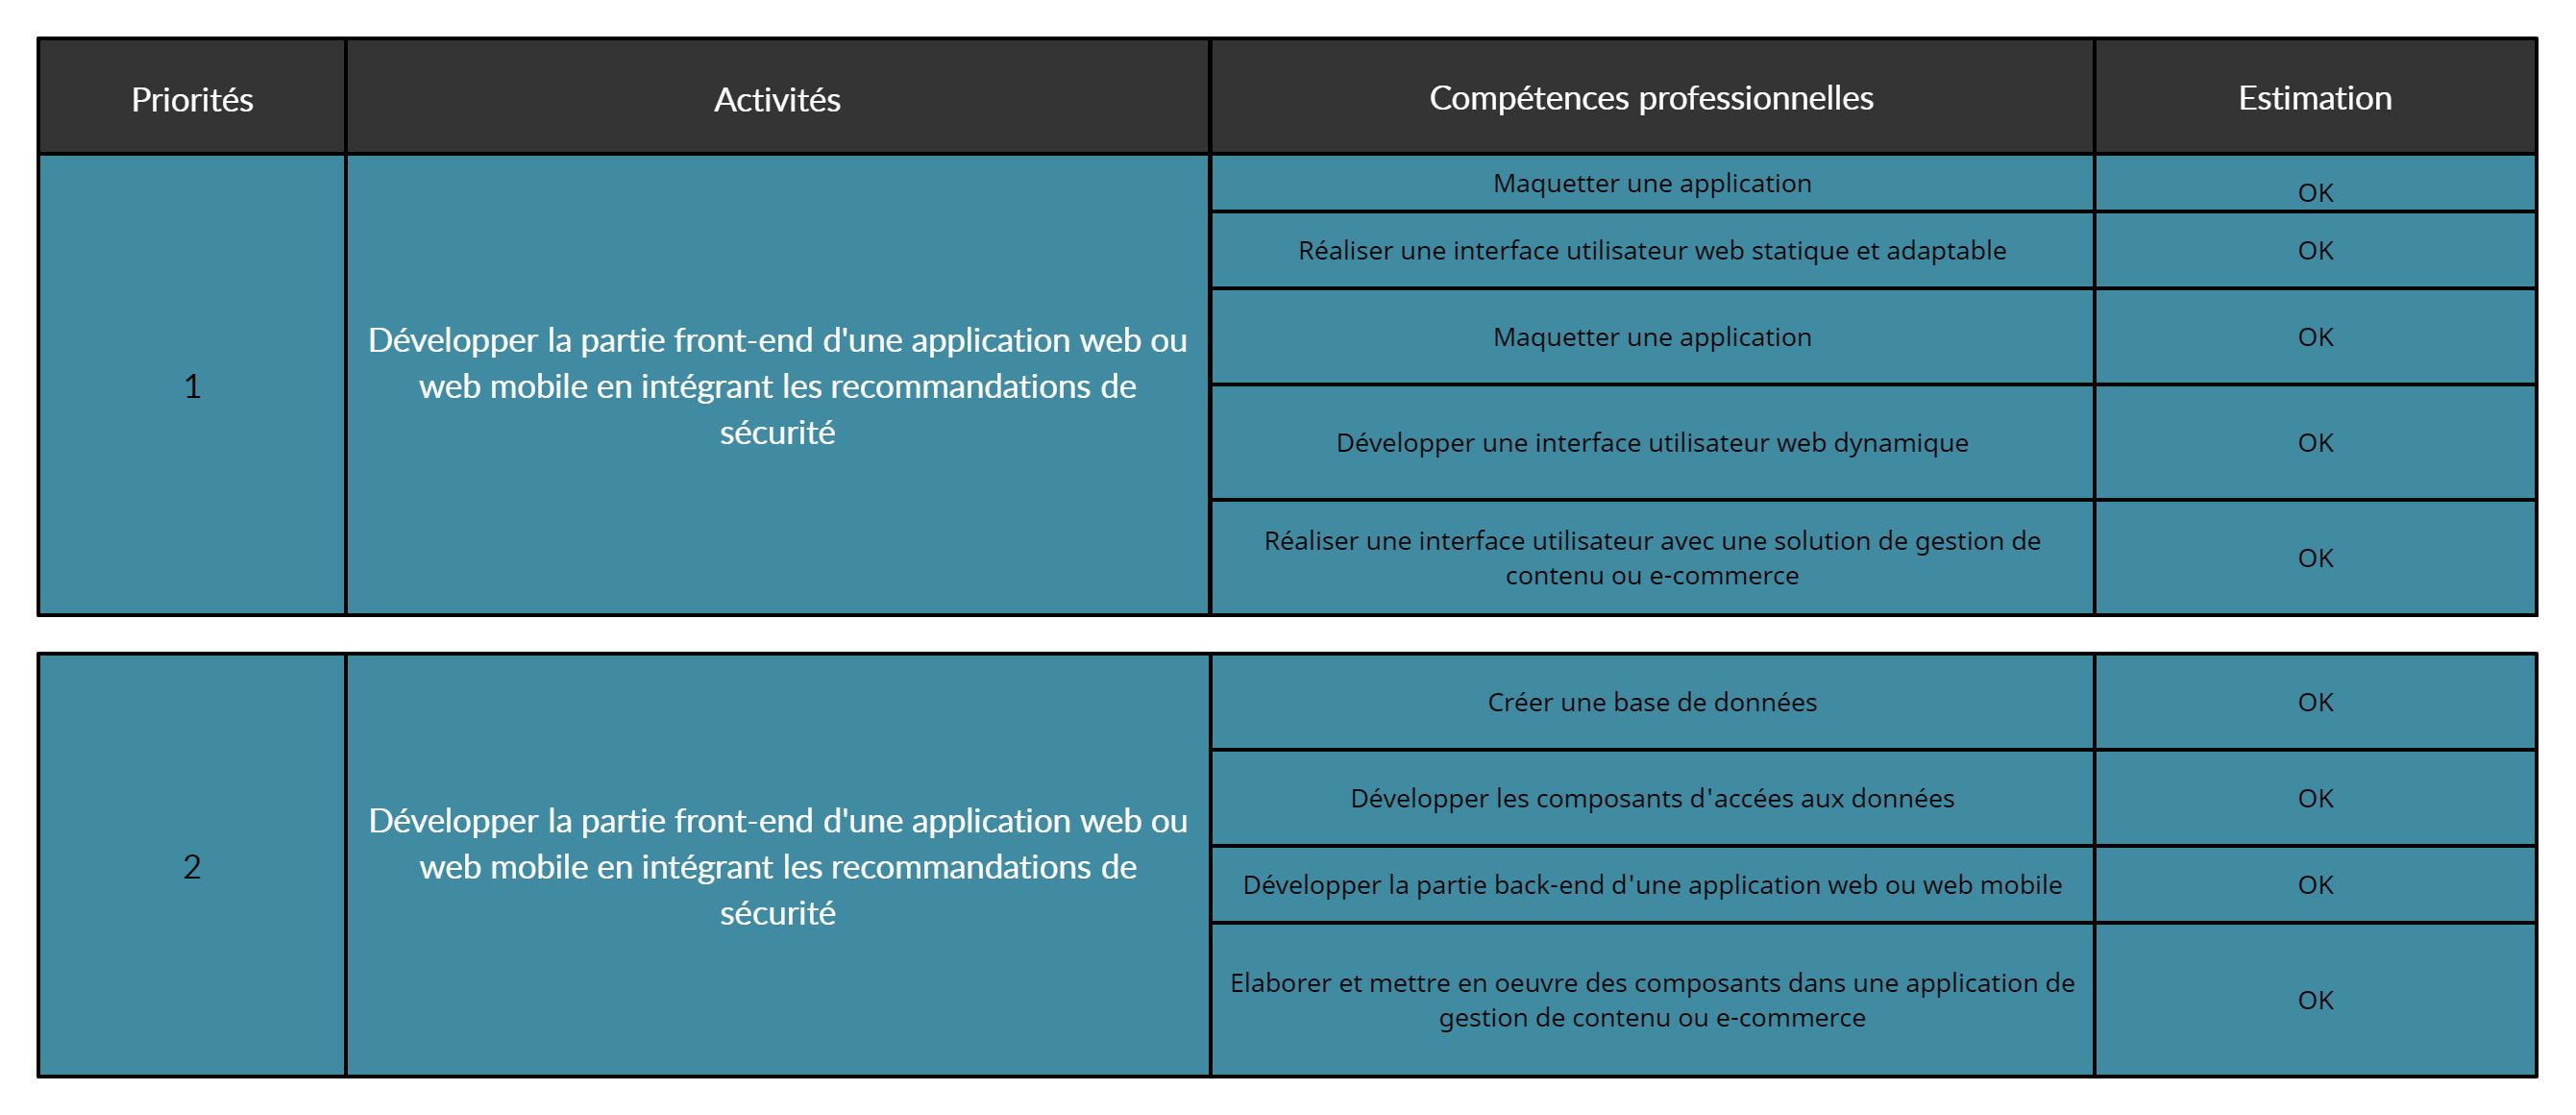 Priorités
Activités
Compétences professionnelles
Estimation
1
Développer la partie front-end d'une application web ou
web mobile en intégrant les recommandations de
sécurité
Maquetter une application
OK
Réaliser une interface utilisateur web statique et adaptable
OK
Maquetter une application
OK
Développer une interface utilisateur web dynamique
OK
Réaliser une interface utilisateur avec une solution de gestion de
contenu ou e-commerce
OK
2
Développer la partie front-end d'une application web ou
web mobile en intégrant les recommandations de
sécurité
Créer une base de données
OK
Développer les composants d'accées aux données
OK
Développer la partie back-end d'une application web ou web mobile
OK
Elaborer et mettre en oeuvre des composants dans une application de
gestion de contenu ou e-commerce
OK